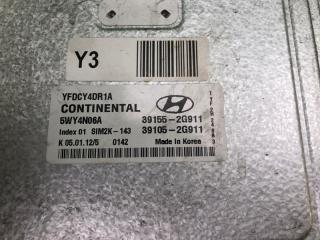 Y3
YFDCY4DR1A
CONTINENTAL
5WY4N06A 39155-2G911
Index 01 SIM2K-143 39105-2G911
K 05.01.12/5 0142 Made in Korea